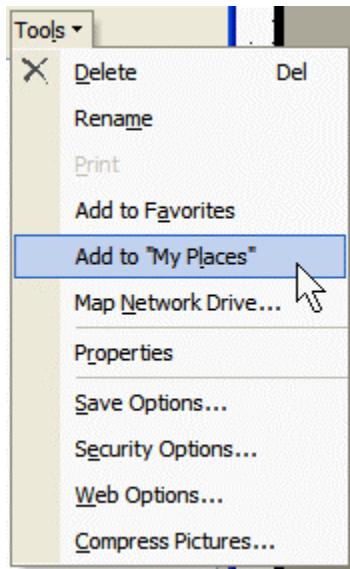 Tools
Delete Del
Rename
Print
Add to Favorites
Add to "My Places"
Map Network Drive...
Properties
Save Options...
Security Options...
Web Options...
Compress Pictures...